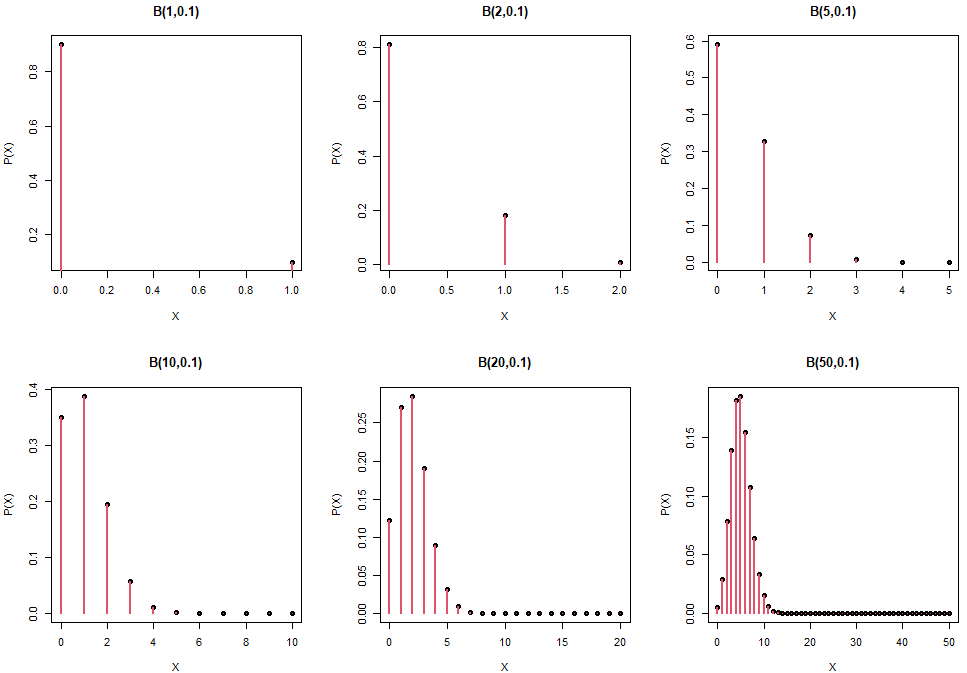 B(1,0.1)
P(X)
0.2 0.4 0.6 0.8
0.0 0.2 0.4 0.6 0.8 1.0
X
B(2,0.1)
P(X)
0.0 0.2 0.4 0.6 0.8
0.0 0.5 1.0 1.5 2.0
X
B(5,0.1)
P(X)
0.0 0.1 0.2 0.3 0.4 0.5 0.6
0 1 2 3 4 5
X
B(10,0.1)
P(X)
0.0 0.1 0.2 0.3 0.4
0 2 4 6 8 10
X
B(20,0.1)
P(X)
0.00 0.05 0.10 0.15 0.20 0.25
0 5 10 15 20
X
B(50,0.1)
P(X)
0.00 0.05 0.10 0.15
0 10 20 30 40 50
X